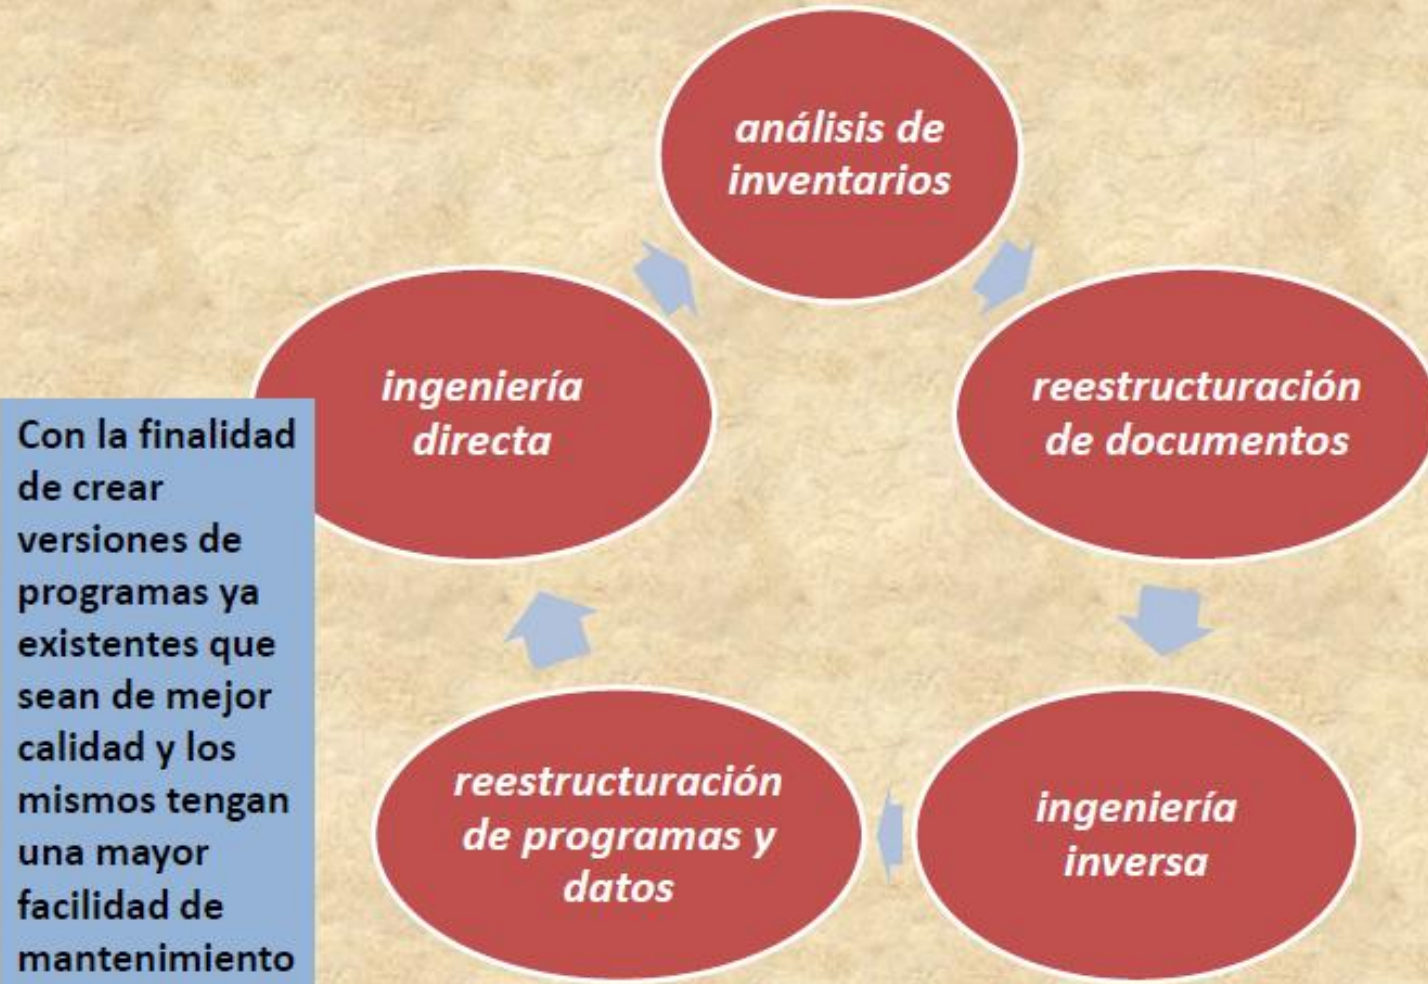 análisis de
inventarios
reestructuración
de documentos
ingeniería
inversa
reestructuración
de programas y
datos
ingeniería
directa
Con la finalidad
de crear
versiones de
programas ya
existentes que
sean de mejor
calidad y los
mismos tengan
una mayor
facilidad de
mantenimiento